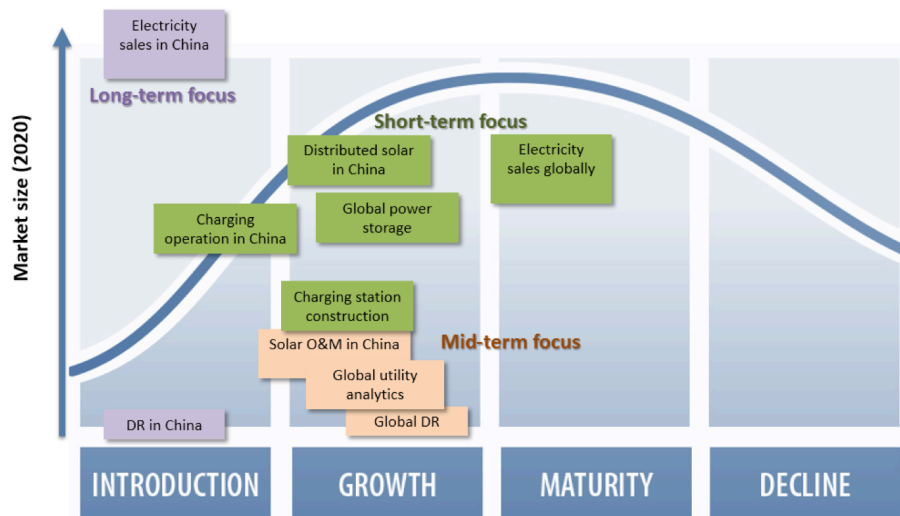 Electricity
sales in China
Long-term focus
Short-term focus
Distributed solar
in China
Electricity
sales globally
Charging
operation in China
Global power
storage
Charging station
construction
Solar O&M in China
Mid-term focus
Global utility
analytics
Global DR
DR in China
Market size (2020)
INTRODUCTION
GROWTH
MATURITY
DECLINE